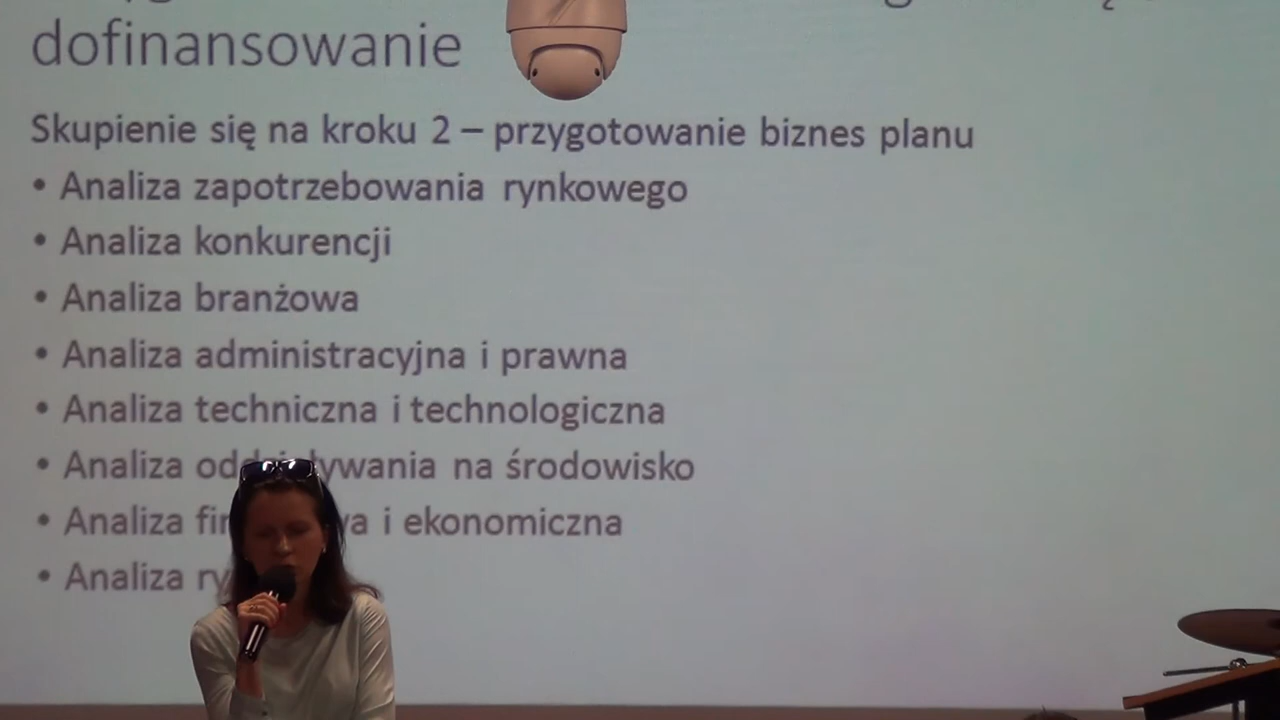 dofinansowanie
Skupienie się na kroku 2 – przygotowanie biznes planu
• Analiza zapotrzebowania rynkowego
• Analiza konkurencji
• Analiza branżowa
• Analiza administracyjna i prawna
• Analiza techniczna i technologiczna
• Analiza na środowisko
• Analiza i ekonomiczna
• Analiza